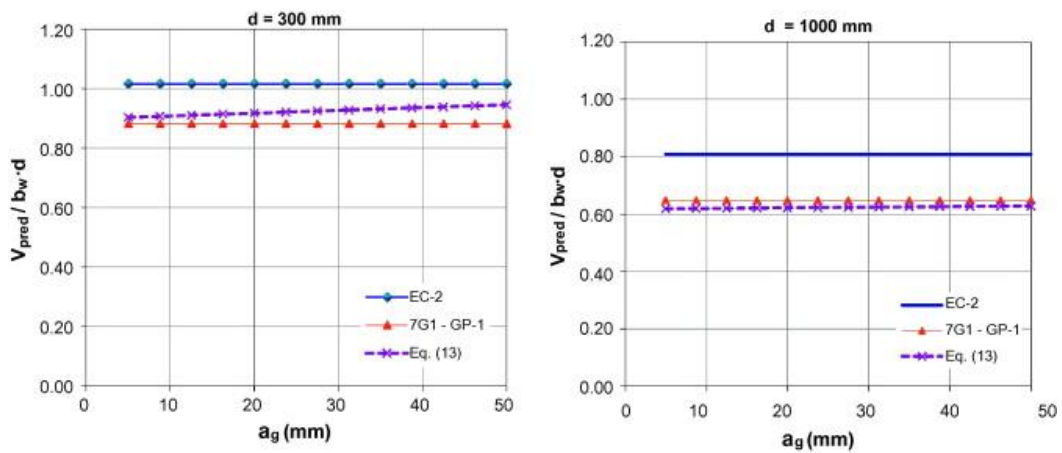 d = 300 mm
1.20
1.00
0.80
0.60
0.40
0.20
0.00
Vpred / bw·d
EC-2
7G1 - GP-1
Eq. (13)
0 10 20 30 40 50
ag (mm)
d = 1000 mm
1.20
1.00
0.80
0.60
0.40
0.20
0.00
Vpred / bw·d
EC-2
7G1 - GP-1
Eq. (13)
0 10 20 30 40 50
ag (mm)